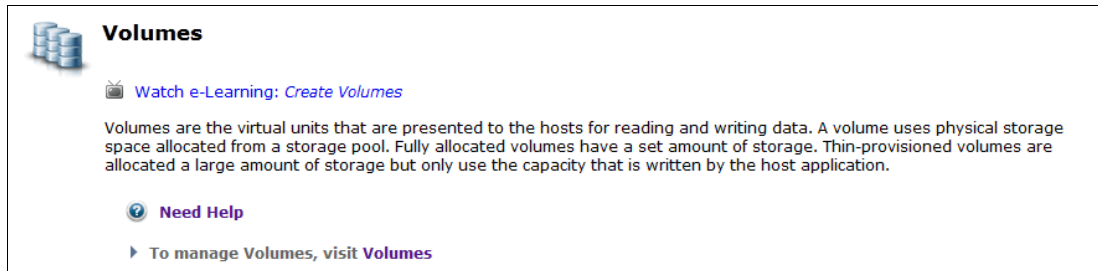 Volumes
Watch e-Learning: Create Volumes
Volumes are the virtual units that are presented to the hosts for reading and writing data. A volume uses physical storage
space allocated from a storage pool. Fully allocated volumes have a set amount of storage. Thin-provisioned volumes are
allocated a large amount of storage but only use the capacity that is written by the host application.
Need Help
To manage Volumes, visit Volumes